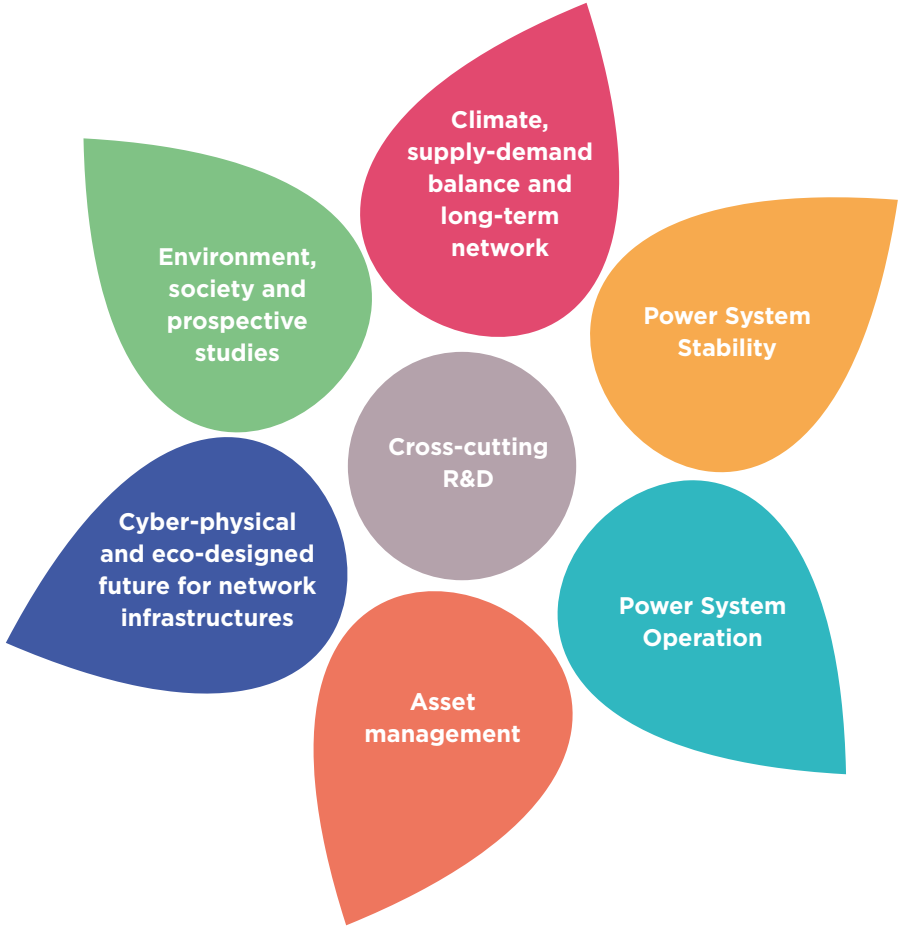 Climate,
supply-demand
balance and
long-term
network
Environment,
society and
prospective
studies
Power System
Stability
Cross-cutting
R&D
Cyber-physical
and eco-designed
future for network
infrastructures
Power System
Operation
Asset
management